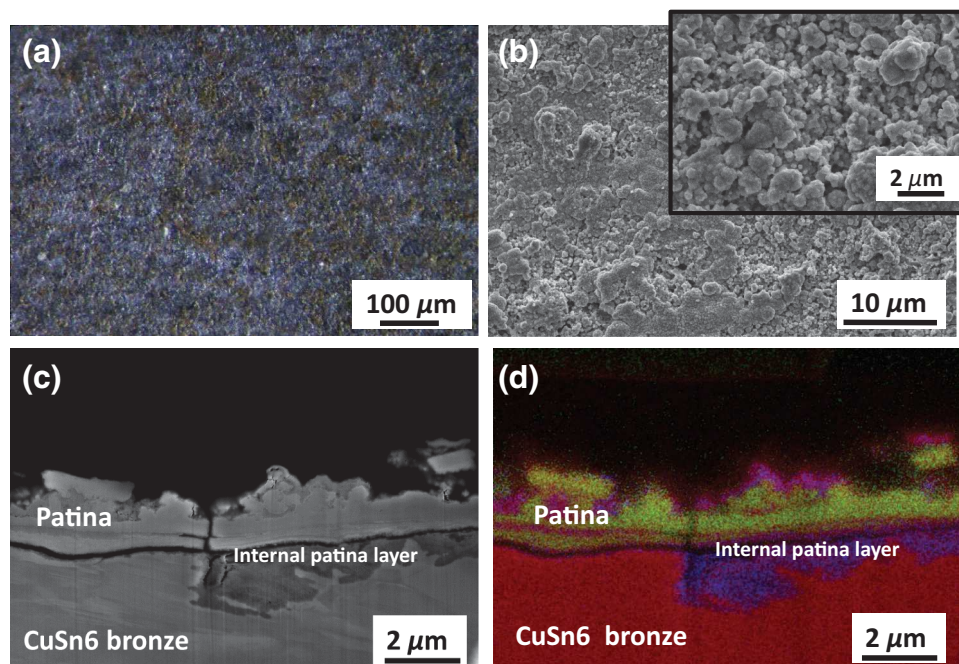 (a)
100 μm
(b)
2 μm
10 μm
(c)
Patina
Internal patina layer
CuSn6 bronze
2 μm
(d)
Patina
Internal patina layer
CuSn6 bronze
2 μm